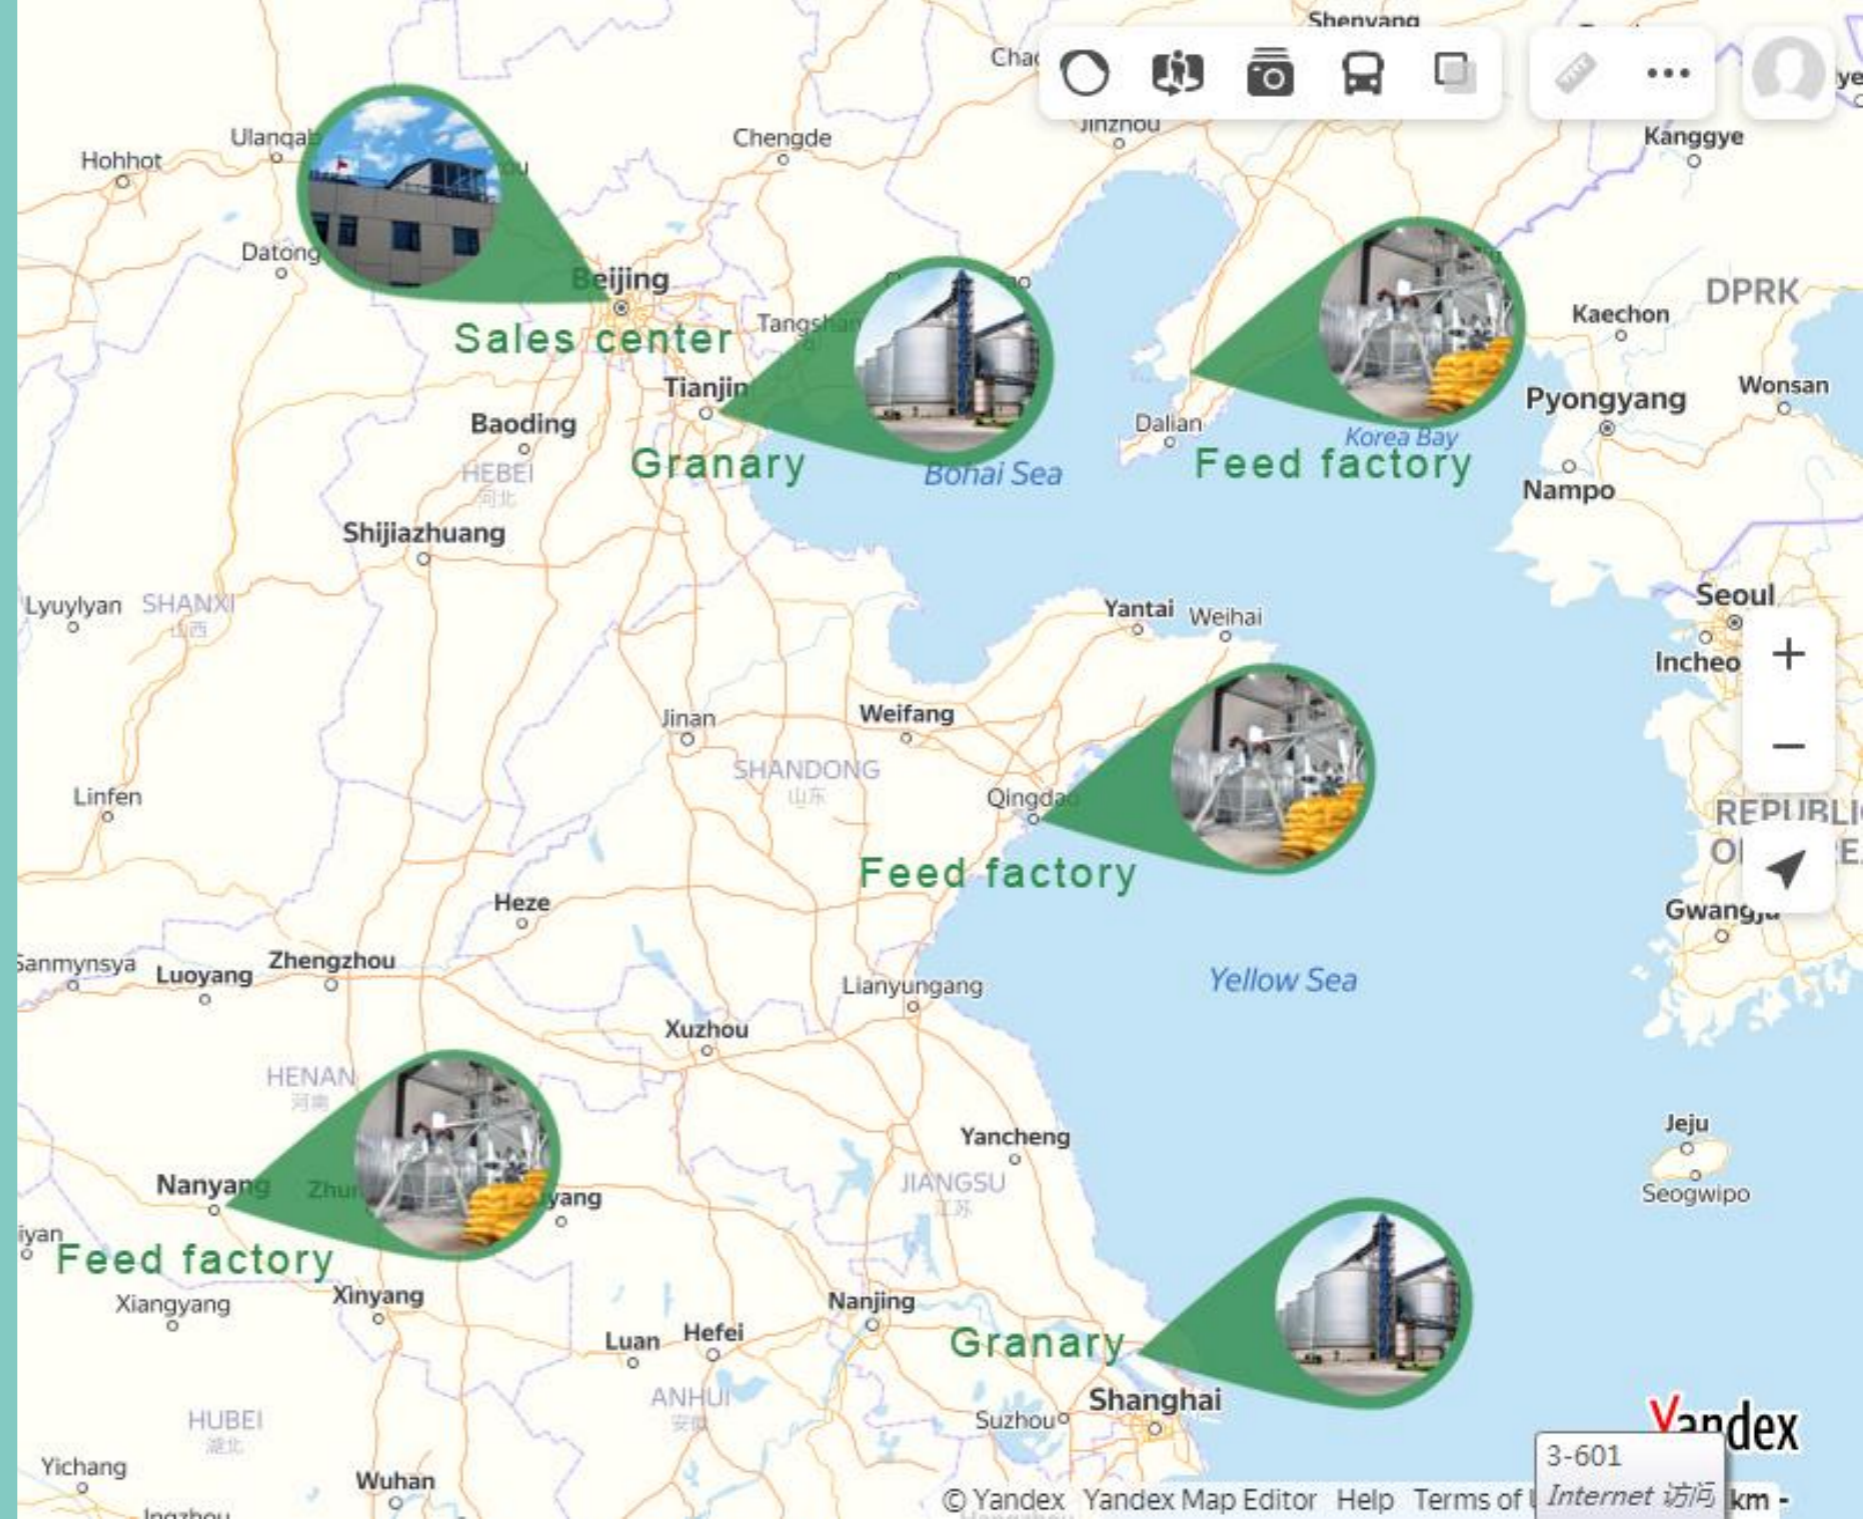 Shenyang
Jinzhou
Chengde
Kanggye
Hohhot
Datong
Beijing
DPRK
Kaechon
Sales center
Tangshan
Tianjin
Wonsan
Pyongyang
Baoding
Dalian
Korea Bay
Granary
Bohai Sea
Feed factory
HEBEI
河北
Nampo
Shijiazhuang
Seoul
Lyuylyan
SHANXI
山西
Yantai
Weihai
Incheo
+
−
Jinan
Weifang
SHANDONG
山东
Linfen
Qingdao
Feed factory
Heze
Gwangju
Sanmynsya
Luoyang
Zhengzhou
Lianyungang
Yellow Sea
Xuzhou
HENAN
河南
Yancheng
Jeju
Nanyang
JIANGSU
江苏
Seogwipo
yang
Feed factory
Xiangyang
Xinyang
Nanjing
Luan
Hefei
Granary
ANHUI
安徽
Shanghai
Suzhou
HUBEI
湖北
Yandex
3-601
Yichang
Wuhan
© Yandex Yandex Map Editor Help Terms of
Internet 访问
km